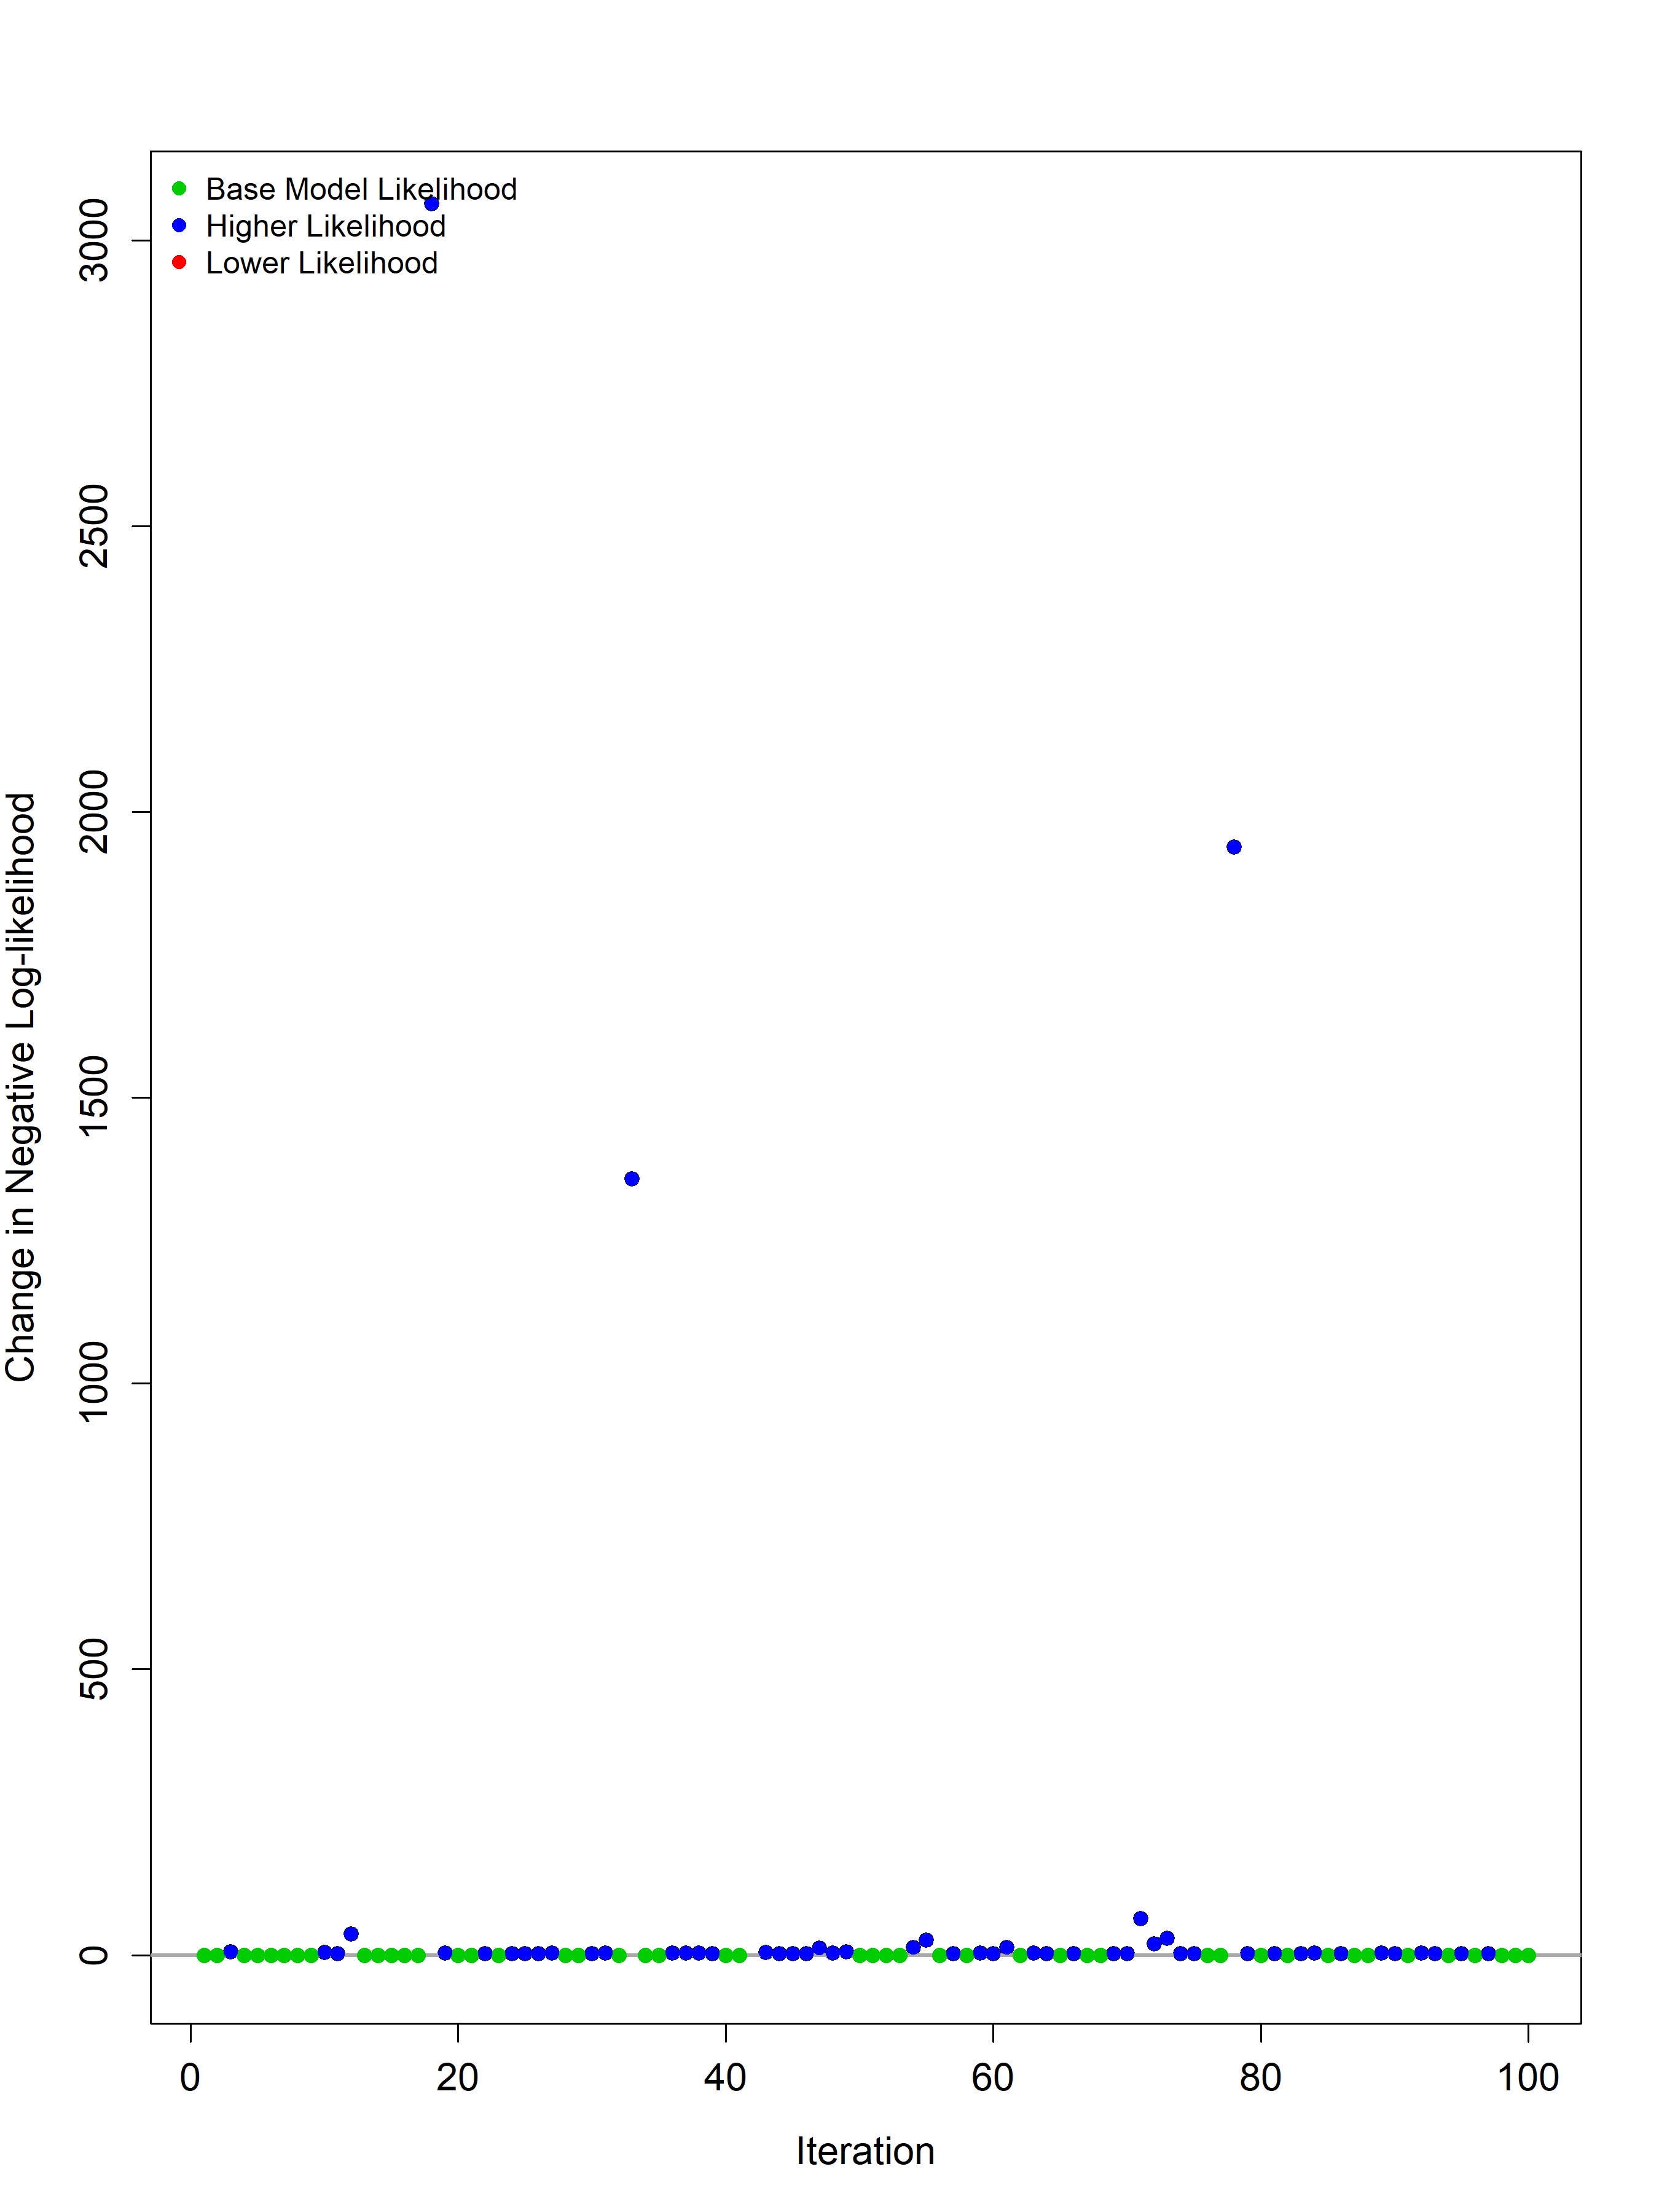 Base Model Likelihood
Higher Likelihood
Lower Likelihood
3000
2500
2000
1500
1000
500
0
Change in Negative Log-likelihood
0 20 40 60 80 100
Iteration